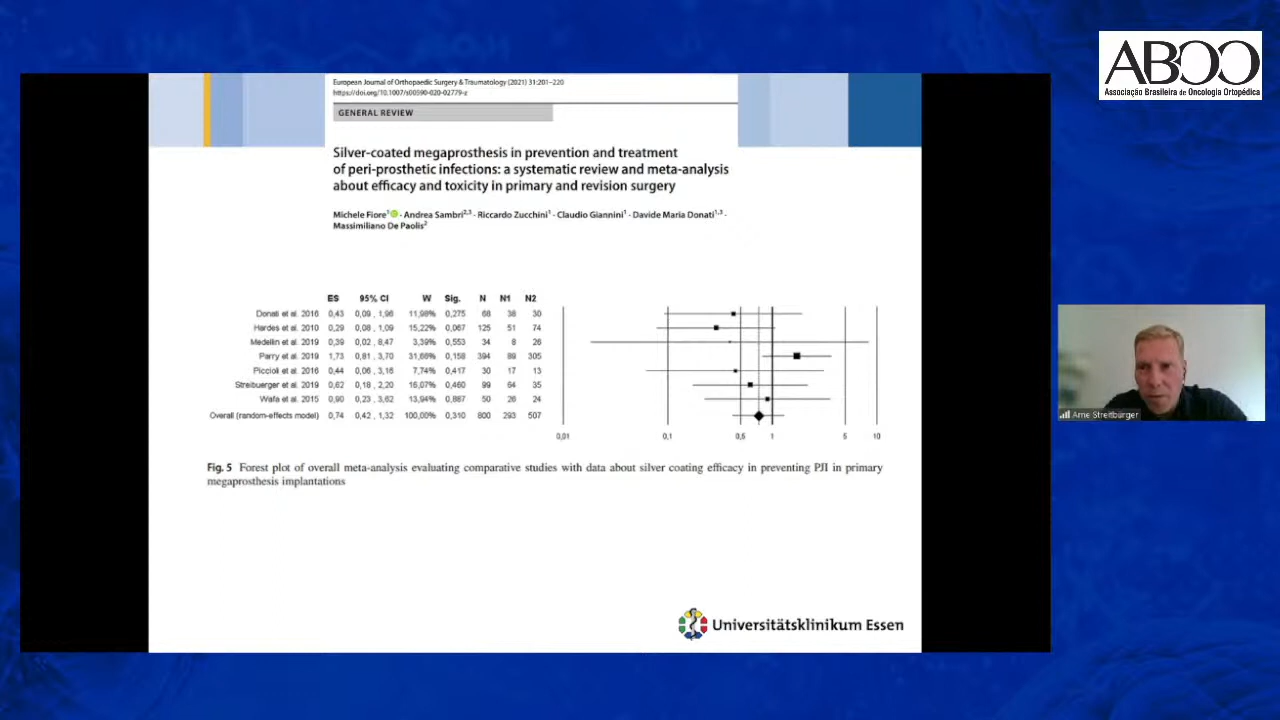 ABOO
Associação Brasileira de Oncologia Ortopédica
European Journal of Orthopaedic Surgery & Traumatology (2021) 31:201–220
https://doi.org/10.1007/s00590-020-02779-z
GENERAL REVIEW
Silver-coated megaprosthesis in prevention and treatment
of peri-prosthetic infections: a systematic review and meta-analysis
about efficacy and toxicity in primary and revision surgery
Michele Fiore1 · Andrea Sambri2,3 · Riccardo Zucchini1 · Claudio Giannini1 · Davide Maria Donati1,3 ·
Massimiliano De Paolis2
ES 95% CI W Sig. N N1 N2
Donati et al. 2016 0,43 0,09 , 1,96 11,98% 0,275 68 38 30
Hardes et al. 2010 0,29 0,08 , 1,09 15,22% 0,067 125 51 74
Medellin et al. 2019 0,39 0,02 , 8,47 3,39% 0,553 34 8 26
Parry et al. 2019 1,73 0,81 , 3,70 31,66% 0,158 394 89 305
Piccioli et al. 2016 0,44 0,06 , 3,16 7,74% 0,417 30 17 13
Streitbuerger et al. 2019 0,62 0,18 , 2,20 16,07% 0,460 99 64 35
Wafa et al. 2015 0,90 0,23 , 3,62 13,94% 0,887 50 26 24
Overall (random-effects model) 0,74 0,42 , 1,32 100,00% 0,310 800 293 507
0,01 0,1 0,5 1 5 10
Fig. 5 Forest plot of overall meta-analysis evaluating comparative studies with data about silver coating efficacy in preventing PJI in primary
megaprosthesis implantations
Arne Streitbürger
Universitätsklinikum Essen